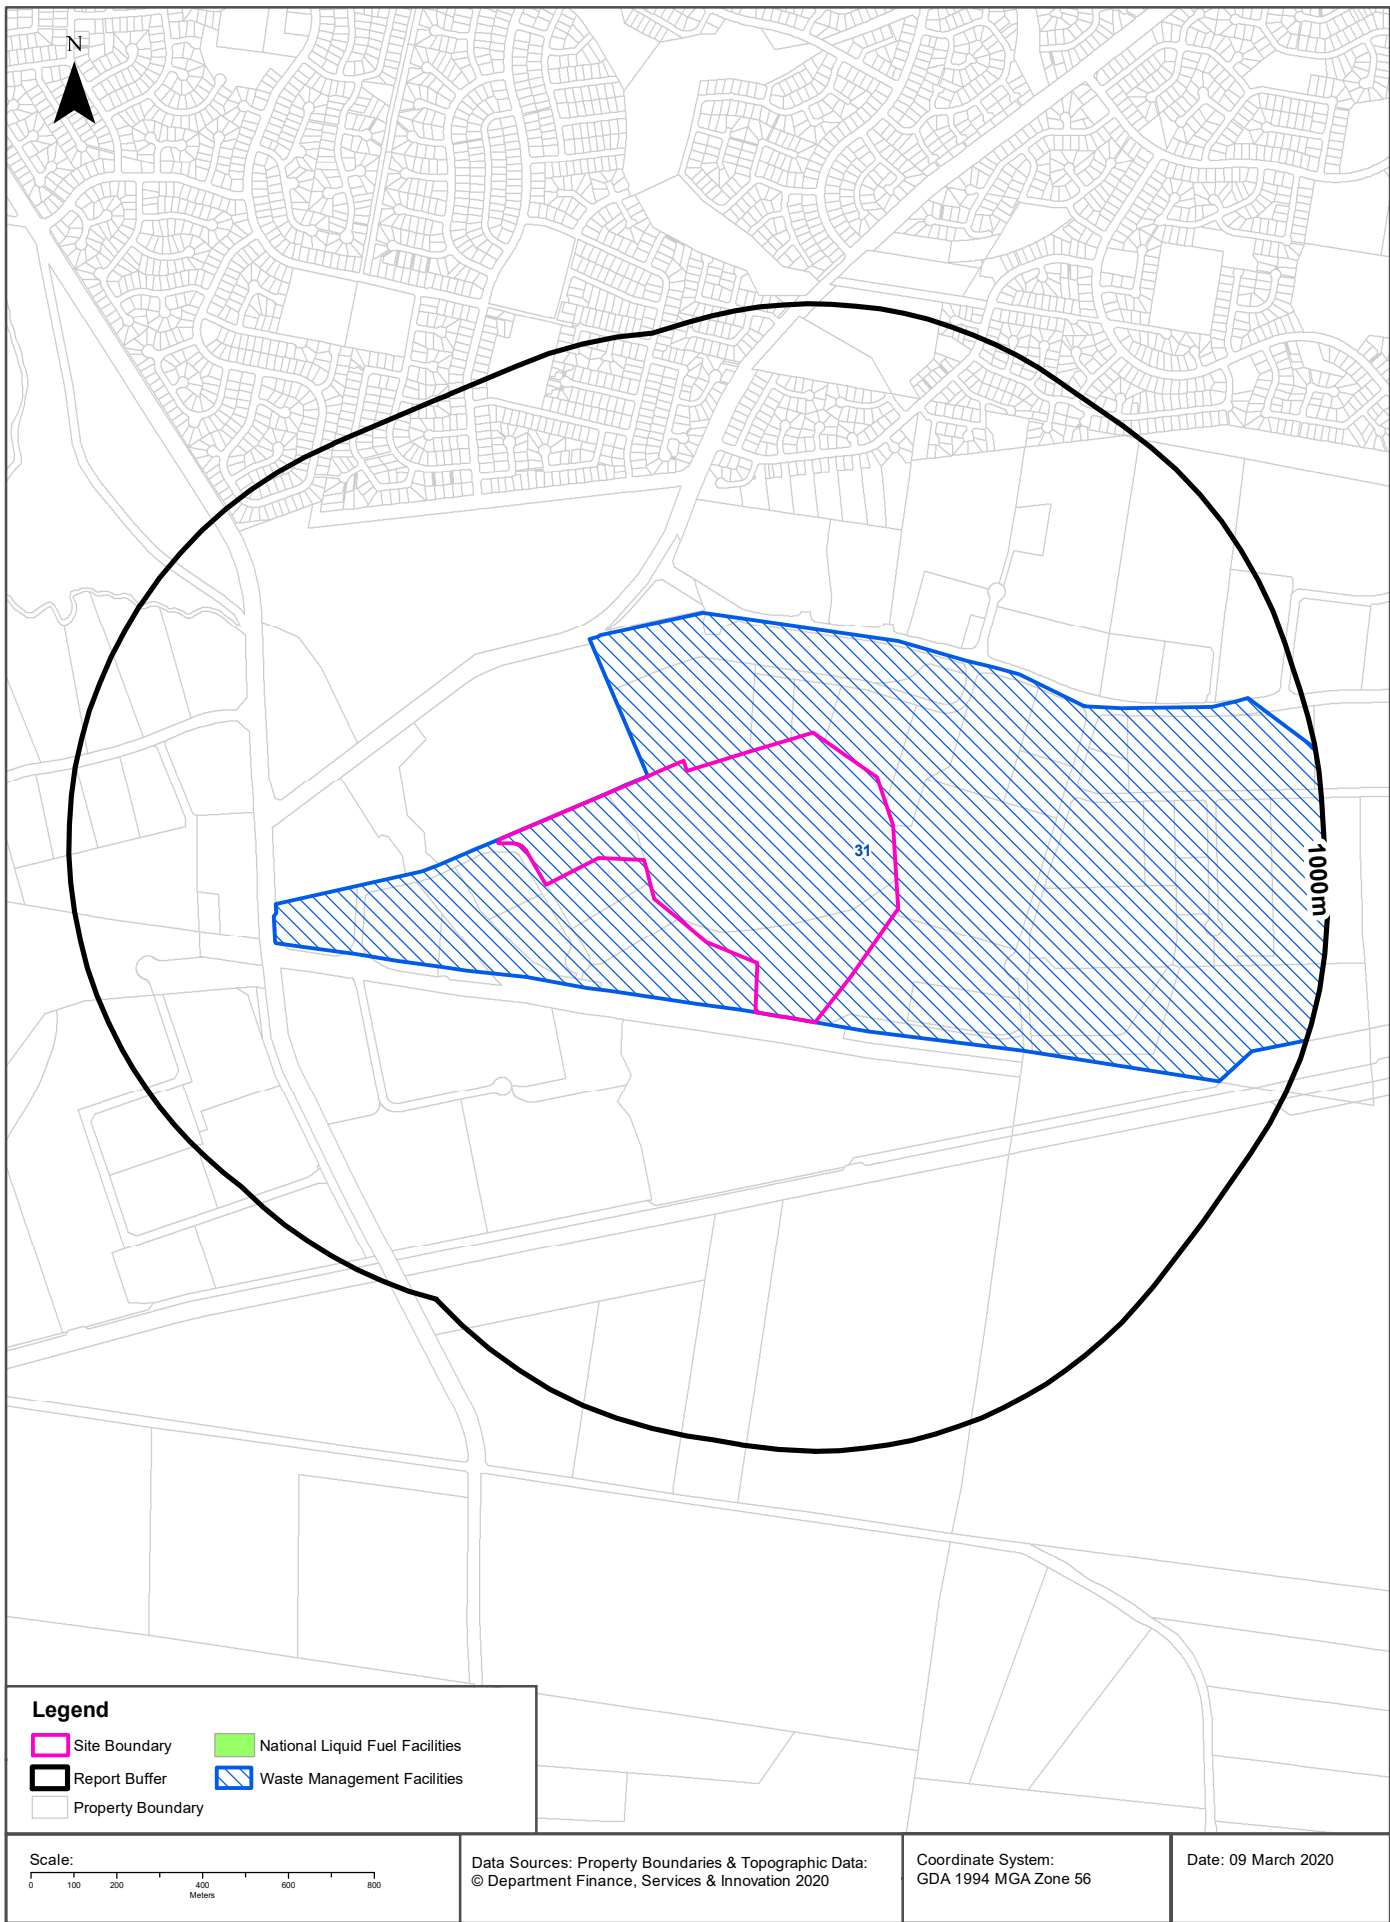 N
31
1000m
Legend
Site Boundary
National Liquid Fuel Facilities
Report Buffer
Waste Management Facilities
Property Boundary
Scale:
0 100 200 400 600 800
Meters
Data Sources: Property Boundaries & Topographic Data:
© Department Finance, Services & Innovation 2020
Coordinate System:
GDA 1994 MGA Zone 56
Date: 09 March 2020